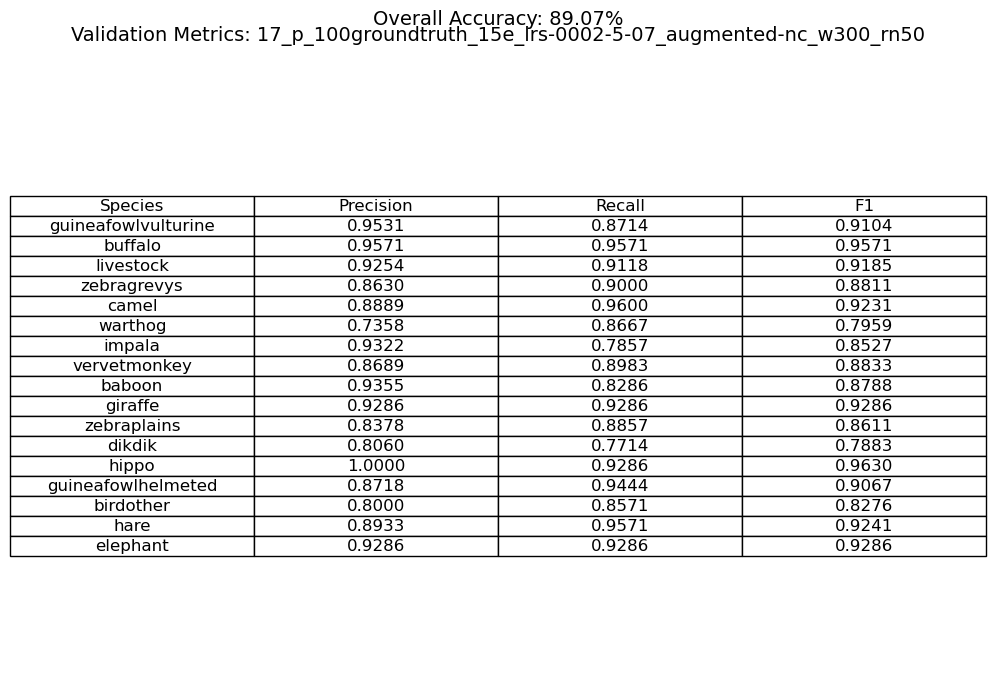 Overall Accuracy: 89.07%
Validation Metrics: 17_p_100groundtruth_15e_lrs-0002-5-07_augmented-nc_w300_rn50
Species Precision Recall F1
guineafowlvulturine 0.9531 0.8714 0.9104
buffalo 0.9571 0.9571 0.9571
livestock 0.9254 0.9118 0.9185
zebragrevys 0.8630 0.9000 0.8811
camel 0.8889 0.9600 0.9231
warthog 0.7358 0.8667 0.7959
impala 0.9322 0.7857 0.8527
vervetmonkey 0.8689 0.8983 0.8833
baboon 0.9355 0.8286 0.8788
giraffe 0.9286 0.9286 0.9286
zebraplains 0.8378 0.8857 0.8611
dikdik 0.8060 0.7714 0.7883
hippo 1.0000 0.9286 0.9630
guineafowlhelmeted 0.8718 0.9444 0.9067
birdother 0.8000 0.8571 0.8276
hare 0.8933 0.9571 0.9241
elephant 0.9286 0.9286 0.9286